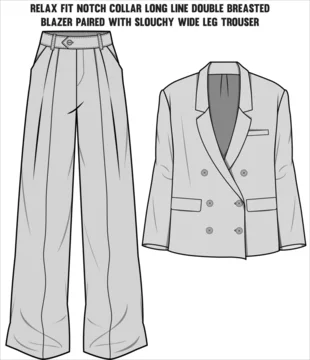 RELAX FIT NOTCH COLLAR LONG LINE DOUBLE BREASTED
BLAZER PAIRED WITH SLOUCHY WIDE LEG TROUSER